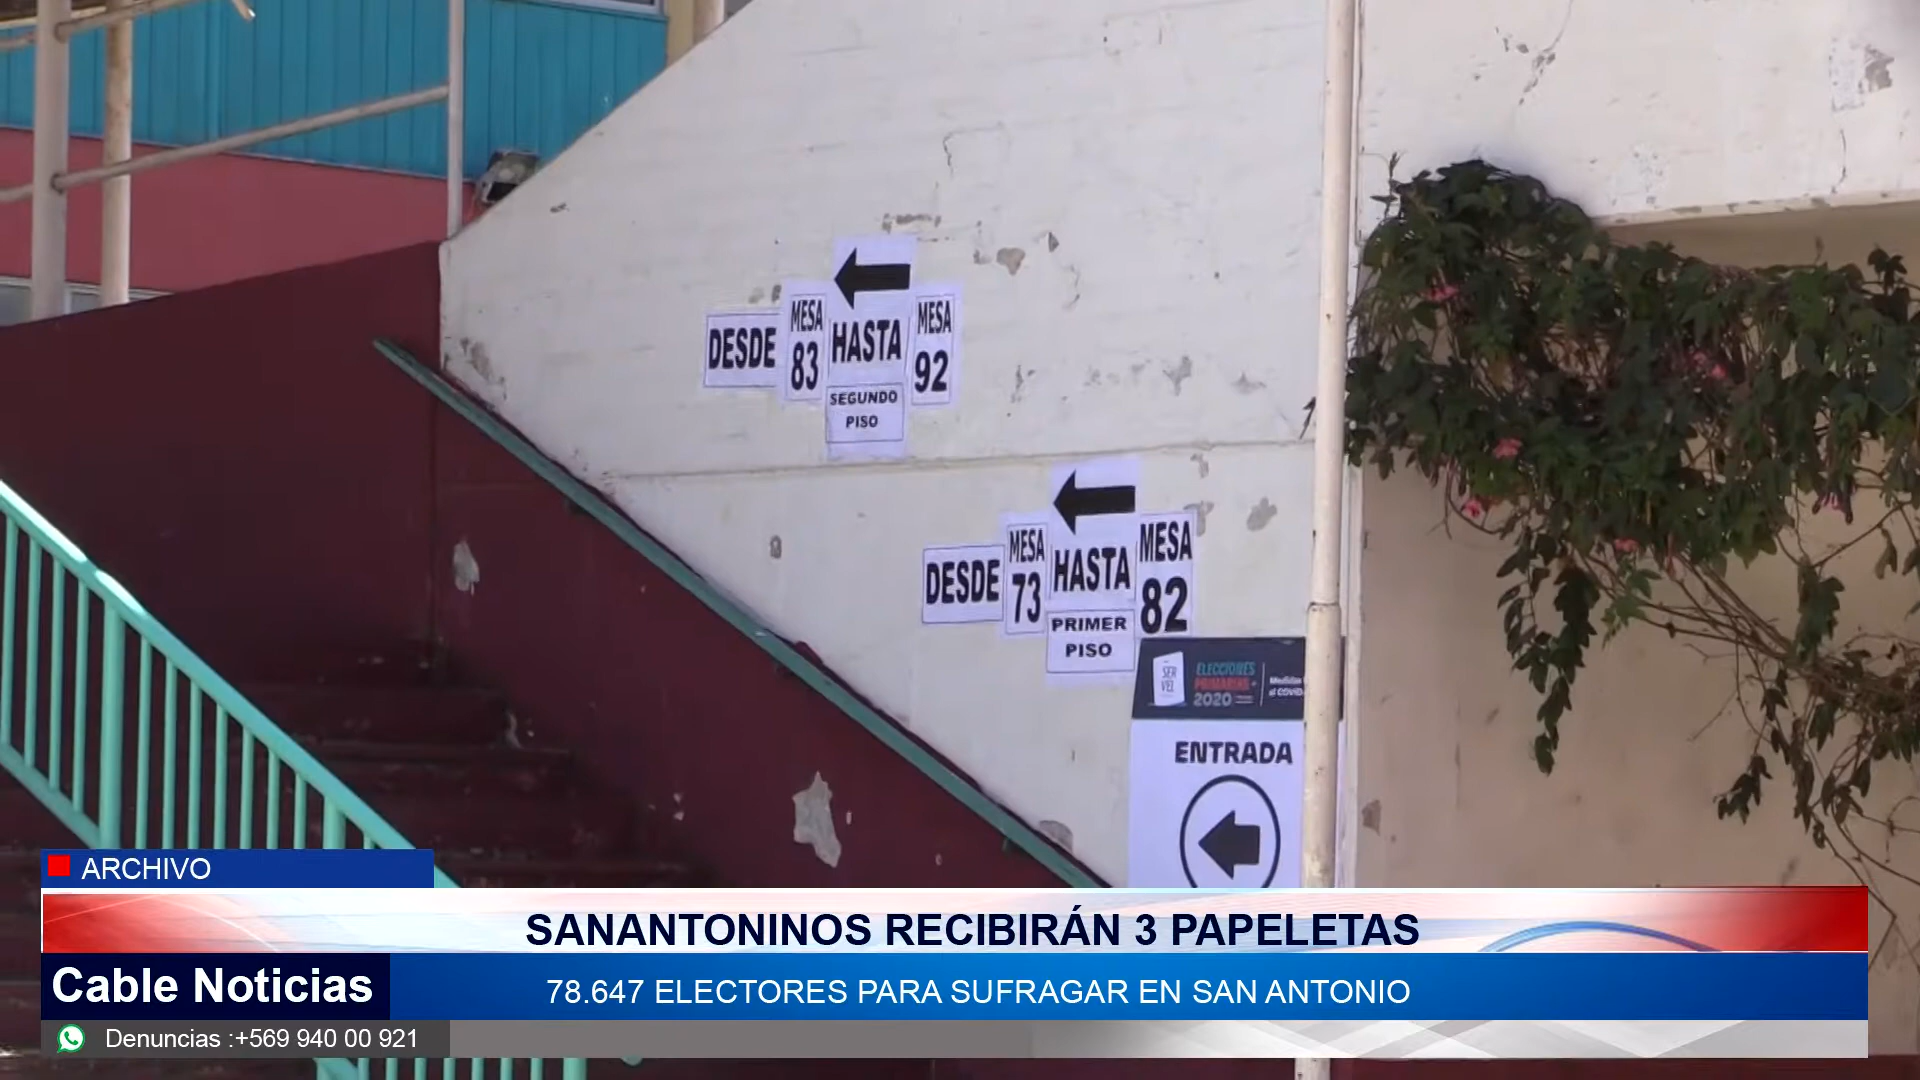 DESDE
MESA
83
HASTA
SEGUNDO
PISO
MESA
92
DESDE
MESA
73
HASTA
PRIMER
PISO
MESA
82
SER
VEL
ELECCIONES
PRIMARIAS
2020
ENTRADA
ARCHIVO
SANANTONINOS RECIBIRÁN 3 PAPELETAS
Cable Noticias
78.647 ELECTORES PARA SUFRAGAR EN SAN ANTONIO
Denuncias :+569 940 00 921